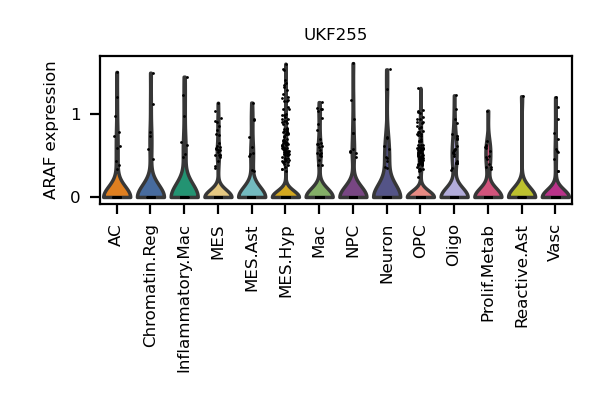 UKF255
ARAF expression
1
0
AC
Chromatin.Reg
Inflammatory.Mac
MES
MES.Ast
MES.Hyp
Mac
NPC
Neuron
OPC
Oligo
Prolif.Metab
Reactive.Ast
Vasc